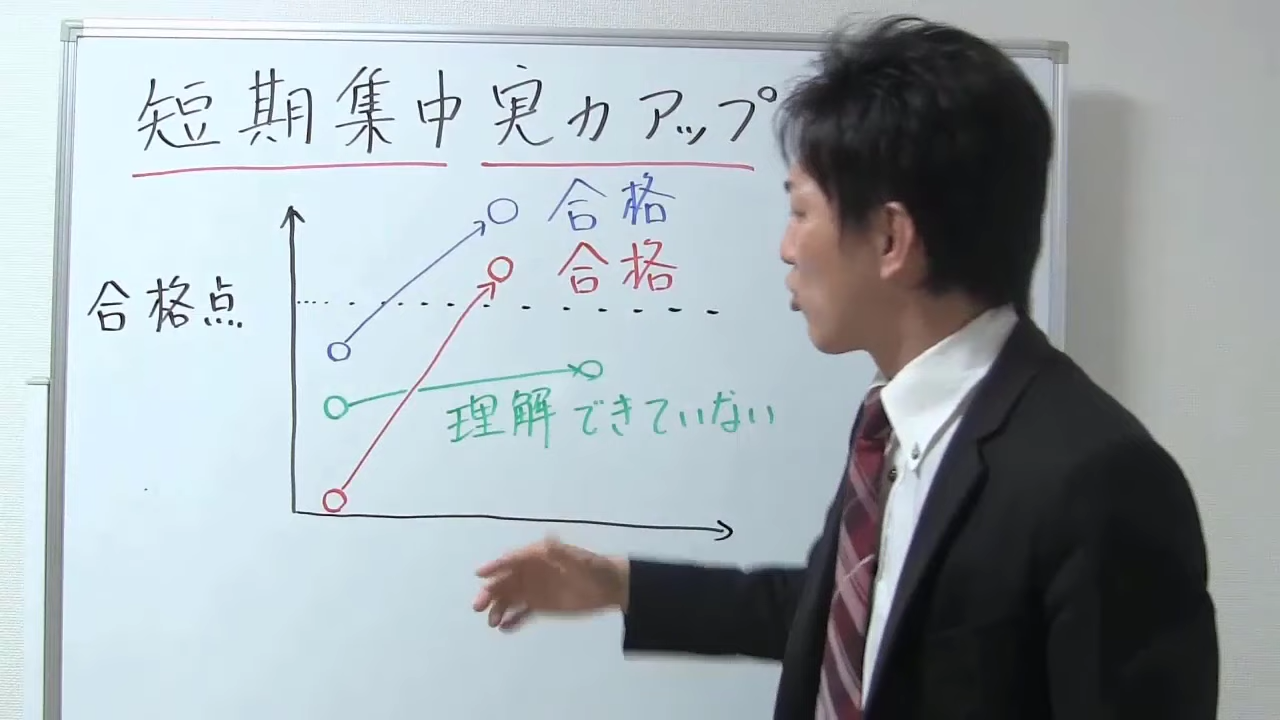 短期集中実力アップ
合格
合格
合格点
理解できていない